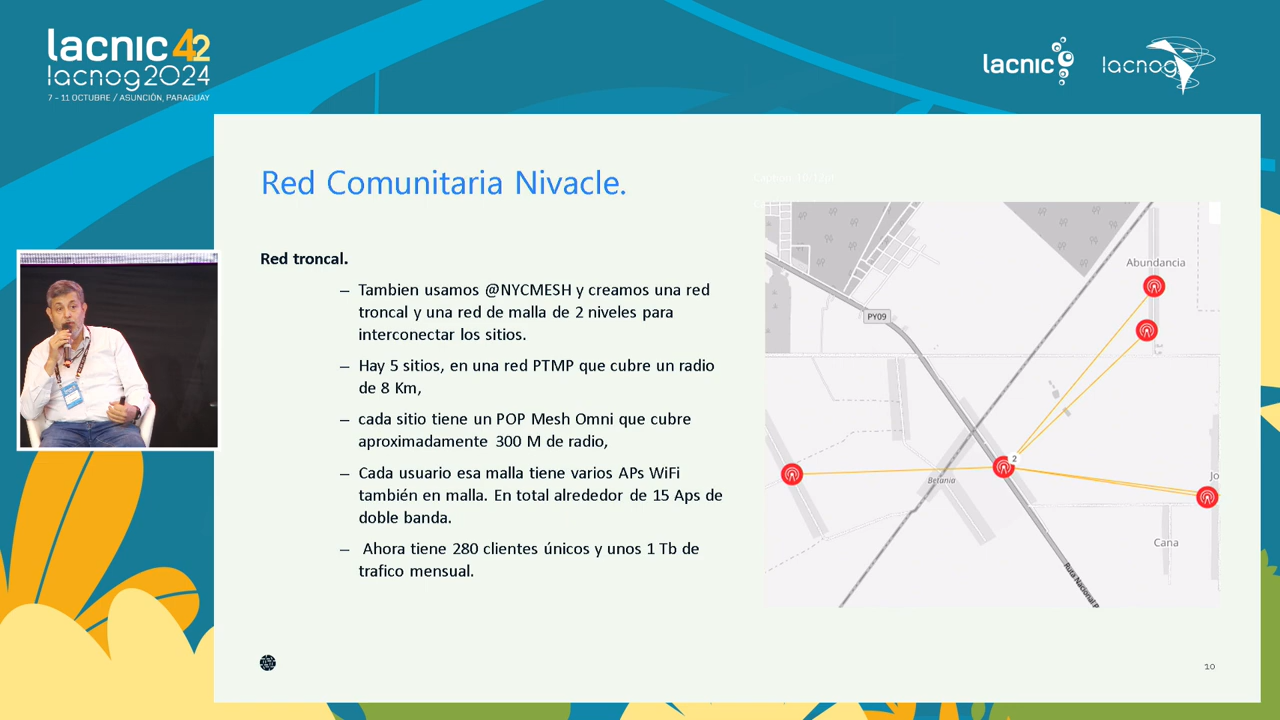 lacnic 42
lacnog2024
7 - 11 OCTUBRE / ASUNCIÓN, PARAGUAY
lacnic
lacnog
Red Comunitaria Nivacle.
Red troncal.
– Tambien usamos @NYCMESH y creamos una red
troncal y una red de malla de 2 niveles para
interconectar los sitios.
– Hay 5 sitios, en una red PTMP que cubre un radio
de 8 Km,
– cada sitio tiene un POP Mesh Omni que cubre
aproximadamente 300 M de radio,
– Cada usuario esa malla tiene varios APs WiFi
también en malla. En total alrededor de 15 Aps de
doble banda.
– Ahora tiene 280 clientes únicos y unos 1 Tb de
trafico mensual.
Abundancia
PY09
2
Betania
Jo
Cana
Ruta Nacional P
10